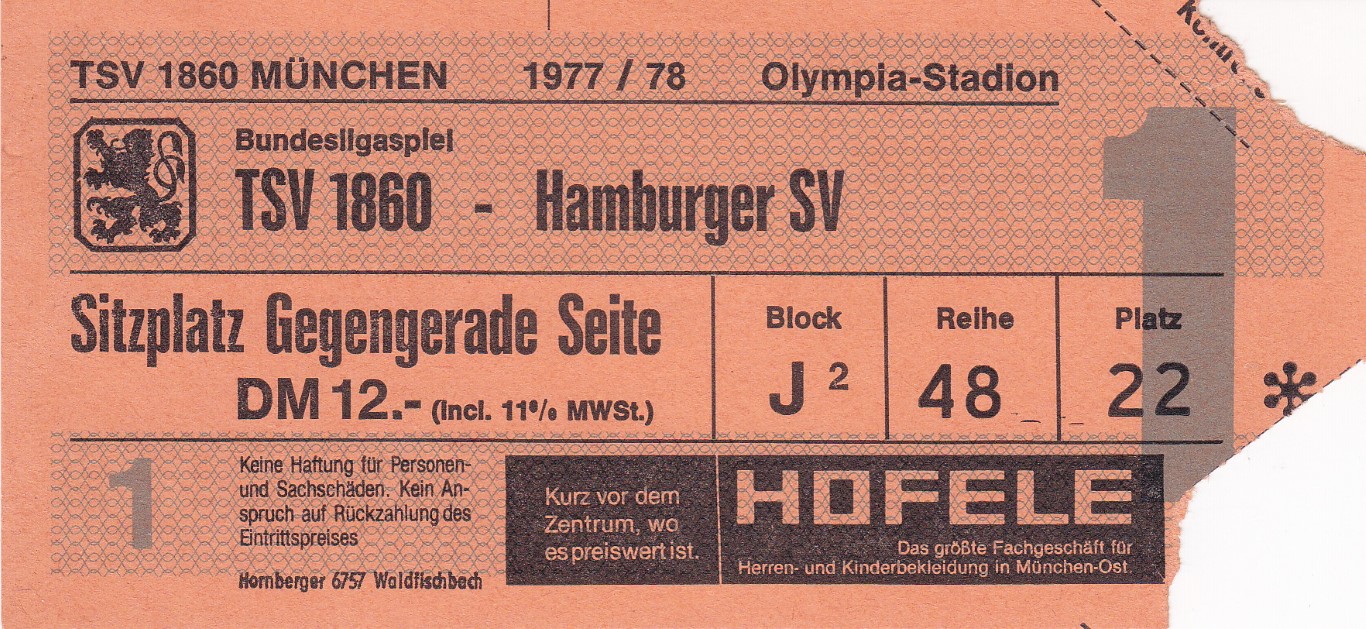 TSV 1860 MÜNCHEN 1977 / 78 Olympia-Stadion
Bundesligaspiel
TSV 1860 - Hamburger SV
1
Sitzplatz Gegengerade Seite
DM 12.- (incl. 11% MWSt.)
Block Reihe Platz
J 2 48 22 *
1
Keine Haftung für Personen-
und Sachschäden. Kein An-
spruch auf Rückzahlung des
Eintrittspreises
Hornberger 6757 Waldfischbach
Kurz vor dem
Zentrum, wo
es preiswert ist.
HOFELE
Das größte Fachgeschäft für
Herren- und Kinderbekleidung in München-Ost.